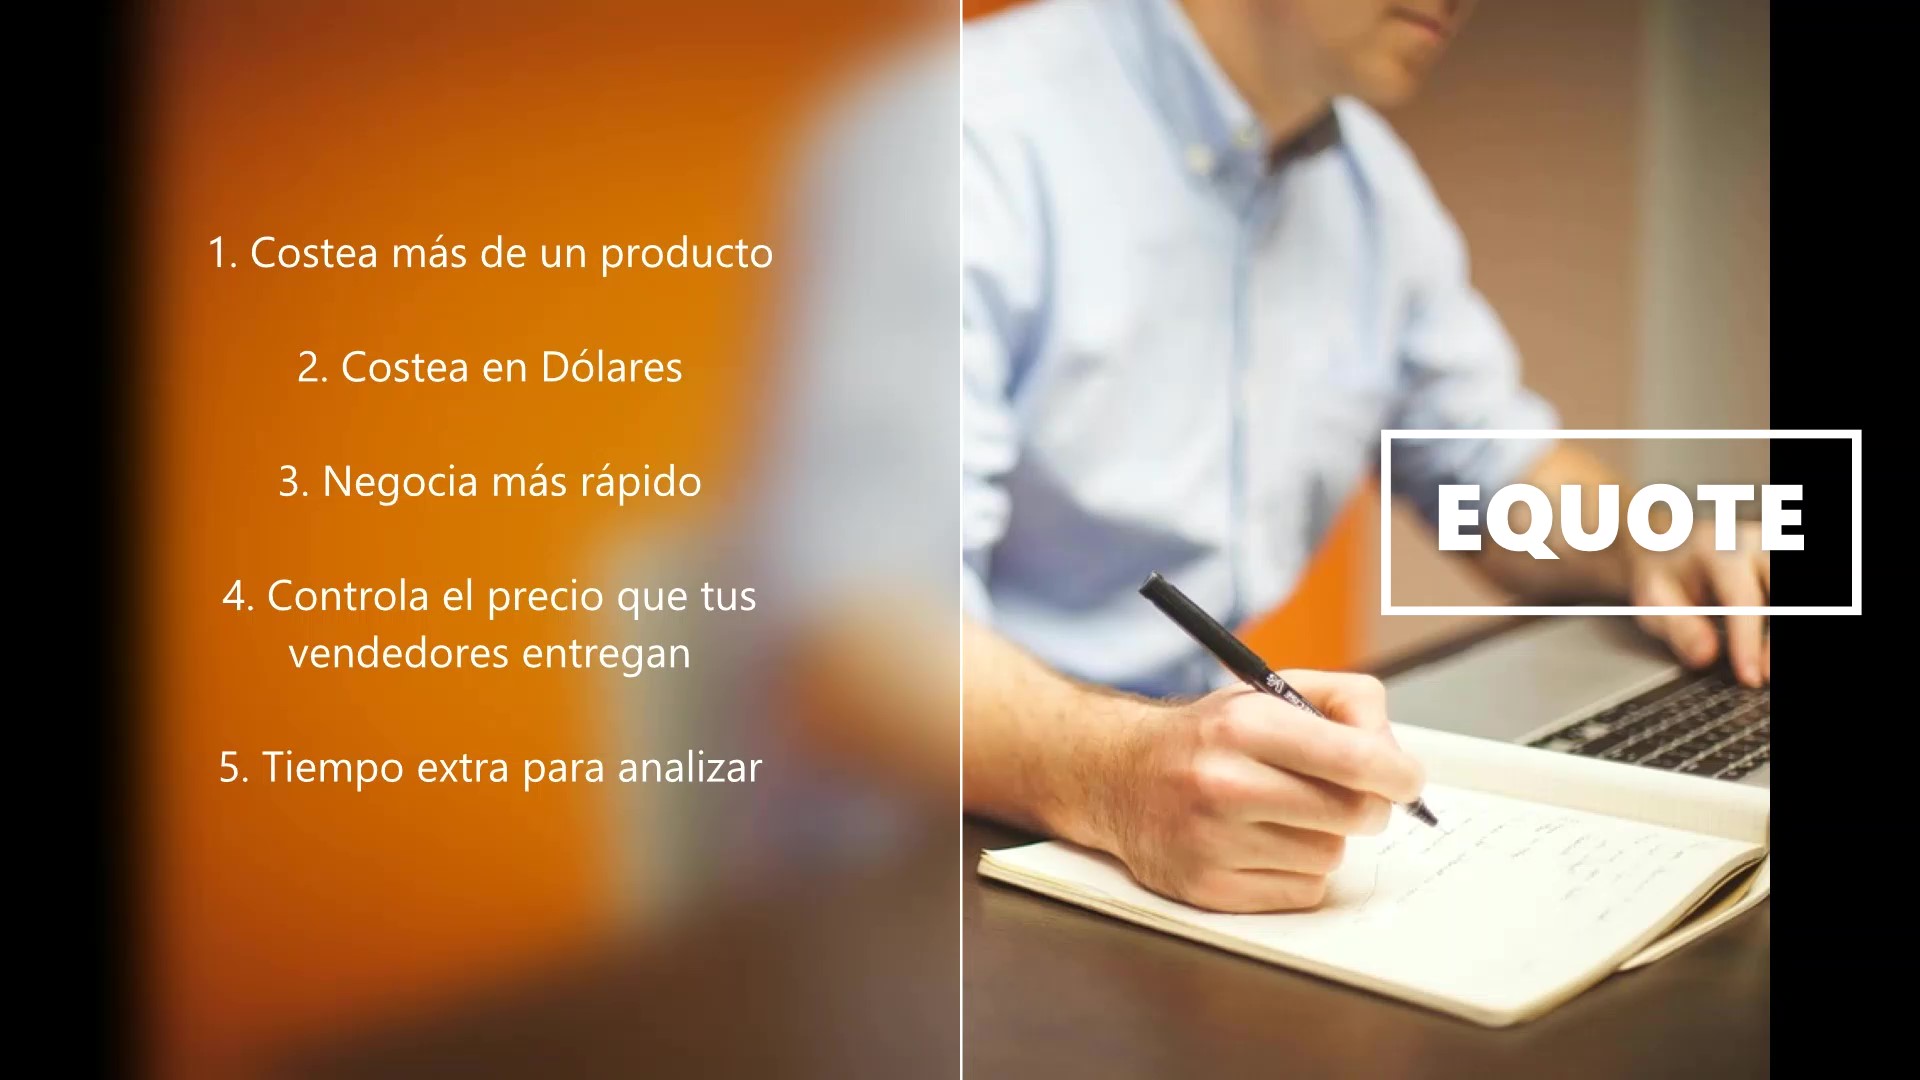 1. Costea más de un producto
2. Costea en Dólares
3. Negocia más rápido
4. Controla el precio que tus
vendedores entregan
5. Tiempo extra para analizar
EQUOTE